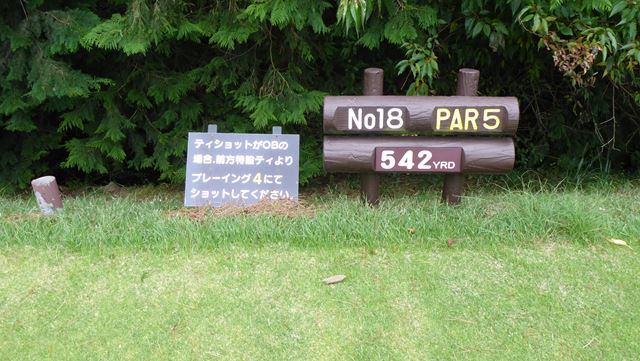 ティショットがOBの
場合、前方特設ティより
プレーイング4にて
ショットしてください
No18 PAR5
542YRD